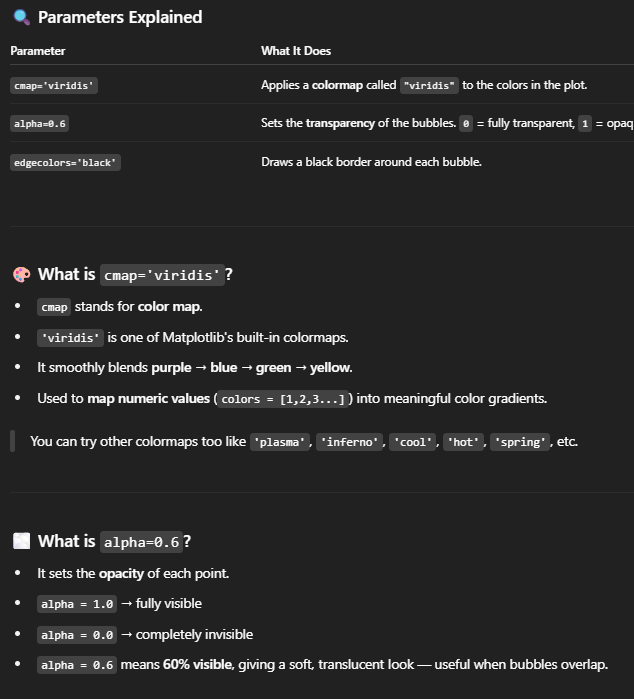 🔍 Parameters Explained
Parameter What It Does
cmap='viridis' Applies a colormap called "viridis" to the colors in the plot.
alpha=0.6 Sets the transparency of the bubbles. 0 = fully transparent, 1 = opaq
edgecolors='black' Draws a black border around each bubble.
🎨 What is cmap='viridis'?
• cmap stands for color map.
• 'viridis' is one of Matplotlib's built-in colormaps.
• It smoothly blends purple → blue → green → yellow.
• Used to map numeric values (colors = [1,2,3...]) into meaningful color gradients.
You can try other colormaps too like 'plasma', 'inferno', 'cool', 'hot', 'spring', etc.
What is alpha=0.6?
• It sets the opacity of each point.
• alpha = 1.0 → fully visible
• alpha = 0.0 → completely invisible
• alpha = 0.6 means 60% visible, giving a soft, translucent look — useful when bubbles overlap.